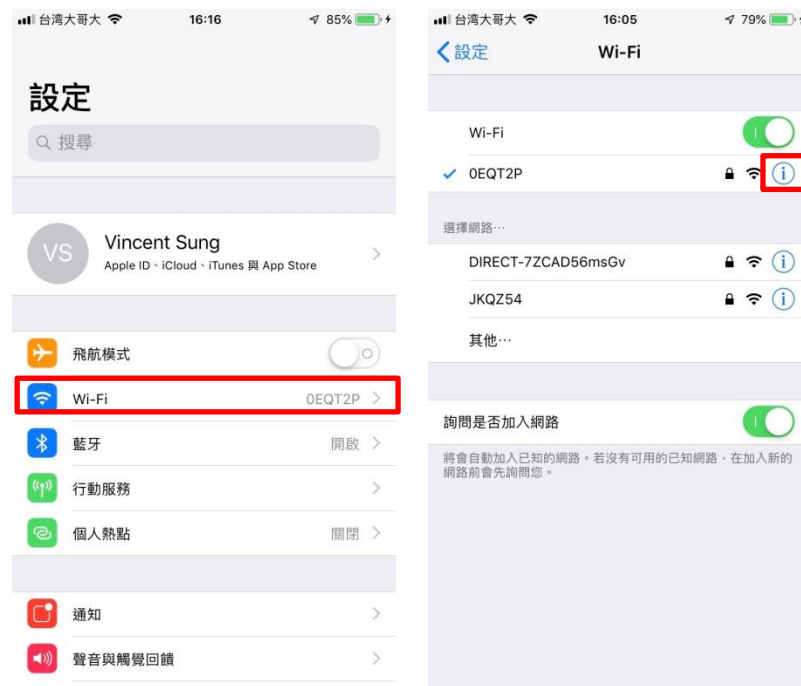 台灣大哥大 16:16 85%
設定
搜尋
VS
Vincent Sung
Apple ID、iCloud、iTunes 與 App Store
飛航模式
Wi-Fi 0EQT2P
藍牙 開啟
行動服務
個人熱點 關閉
通知
聲音與觸覺回饋
台灣大哥大 16:05 79%
設定 Wi-Fi
Wi-Fi
0EQT2P
選擇網路⋯
DIRECT-7ZCAD56msGv
JKQZ54
其他⋯
詢問是否加入網路
將會自動加入已知的網路。若沒有可用的已知網路，在加入新的
網路前會先詢問您。